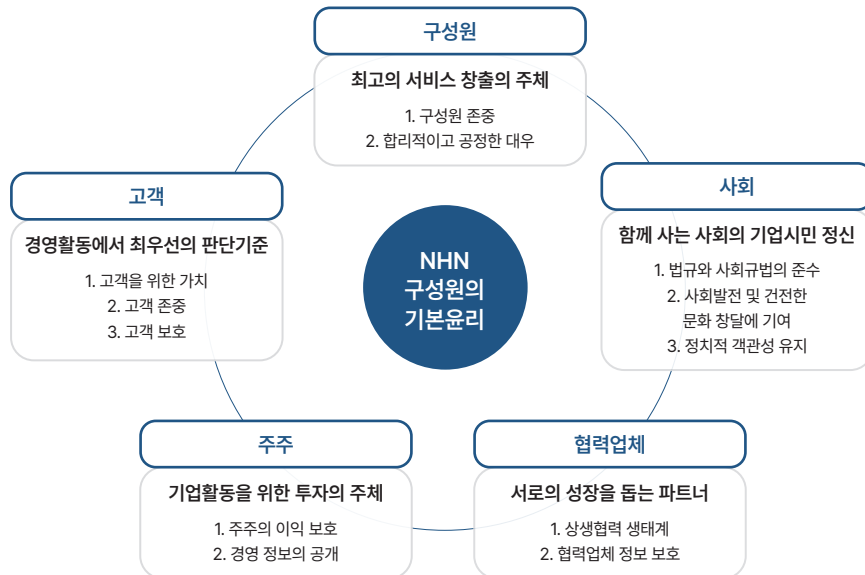 구성원
최고의 서비스 창출의 주체
1. 구성원 존중
2. 합리적이고 공정한 대우
고객
경영활동에서 최우선의 판단기준
1. 고객을 위한 가치
2. 고객 존중
3. 고객 보호
NHN
구성원의
기본윤리
사회
함께 사는 사회의 기업시민 정신
1. 법규와 사회규법의 준수
2. 사회발전 및 건전한
문화 창달에 기여
3. 정치적 객관성 유지
주주
기업활동을 위한 투자의 주체
1. 주주의 이익 보호
2. 경영 정보의 공개
협력업체
서로의 성장을 돕는 파트너
1. 상생협력 생태계
2. 협력업체 정보 보호